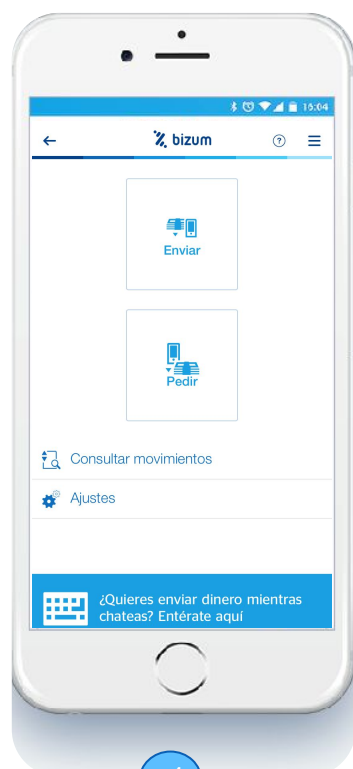 15:04
bizum
?
Enviar
Pedir
Consultar movimientos
Ajustes
¿Quieres enviar dinero mientras
chateas? Entérate aquí